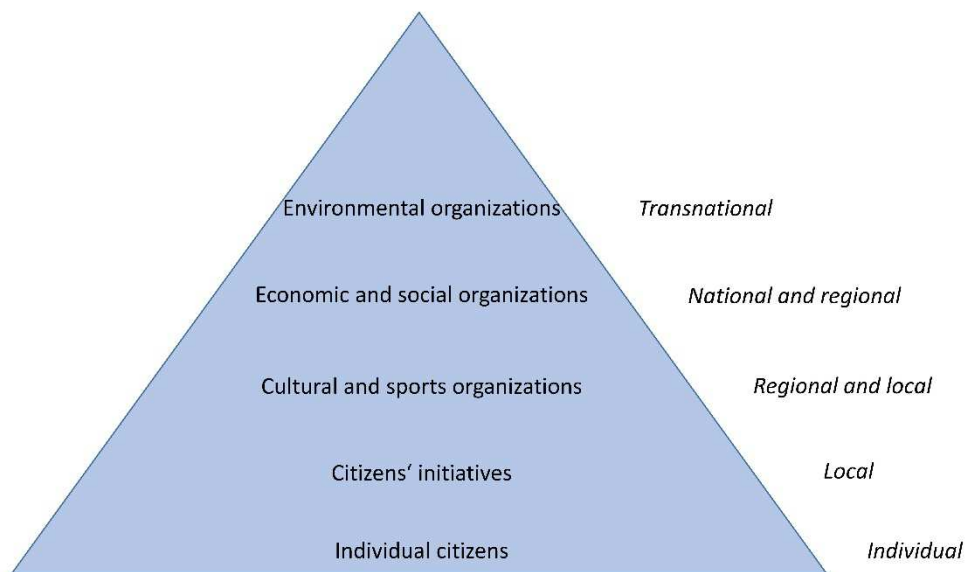 Environmental organizations Transnational
Economic and social organizations National and regional
Cultural and sports organizations Regional and local
Citizens‘ initiatives Local
Individual citizens Individual